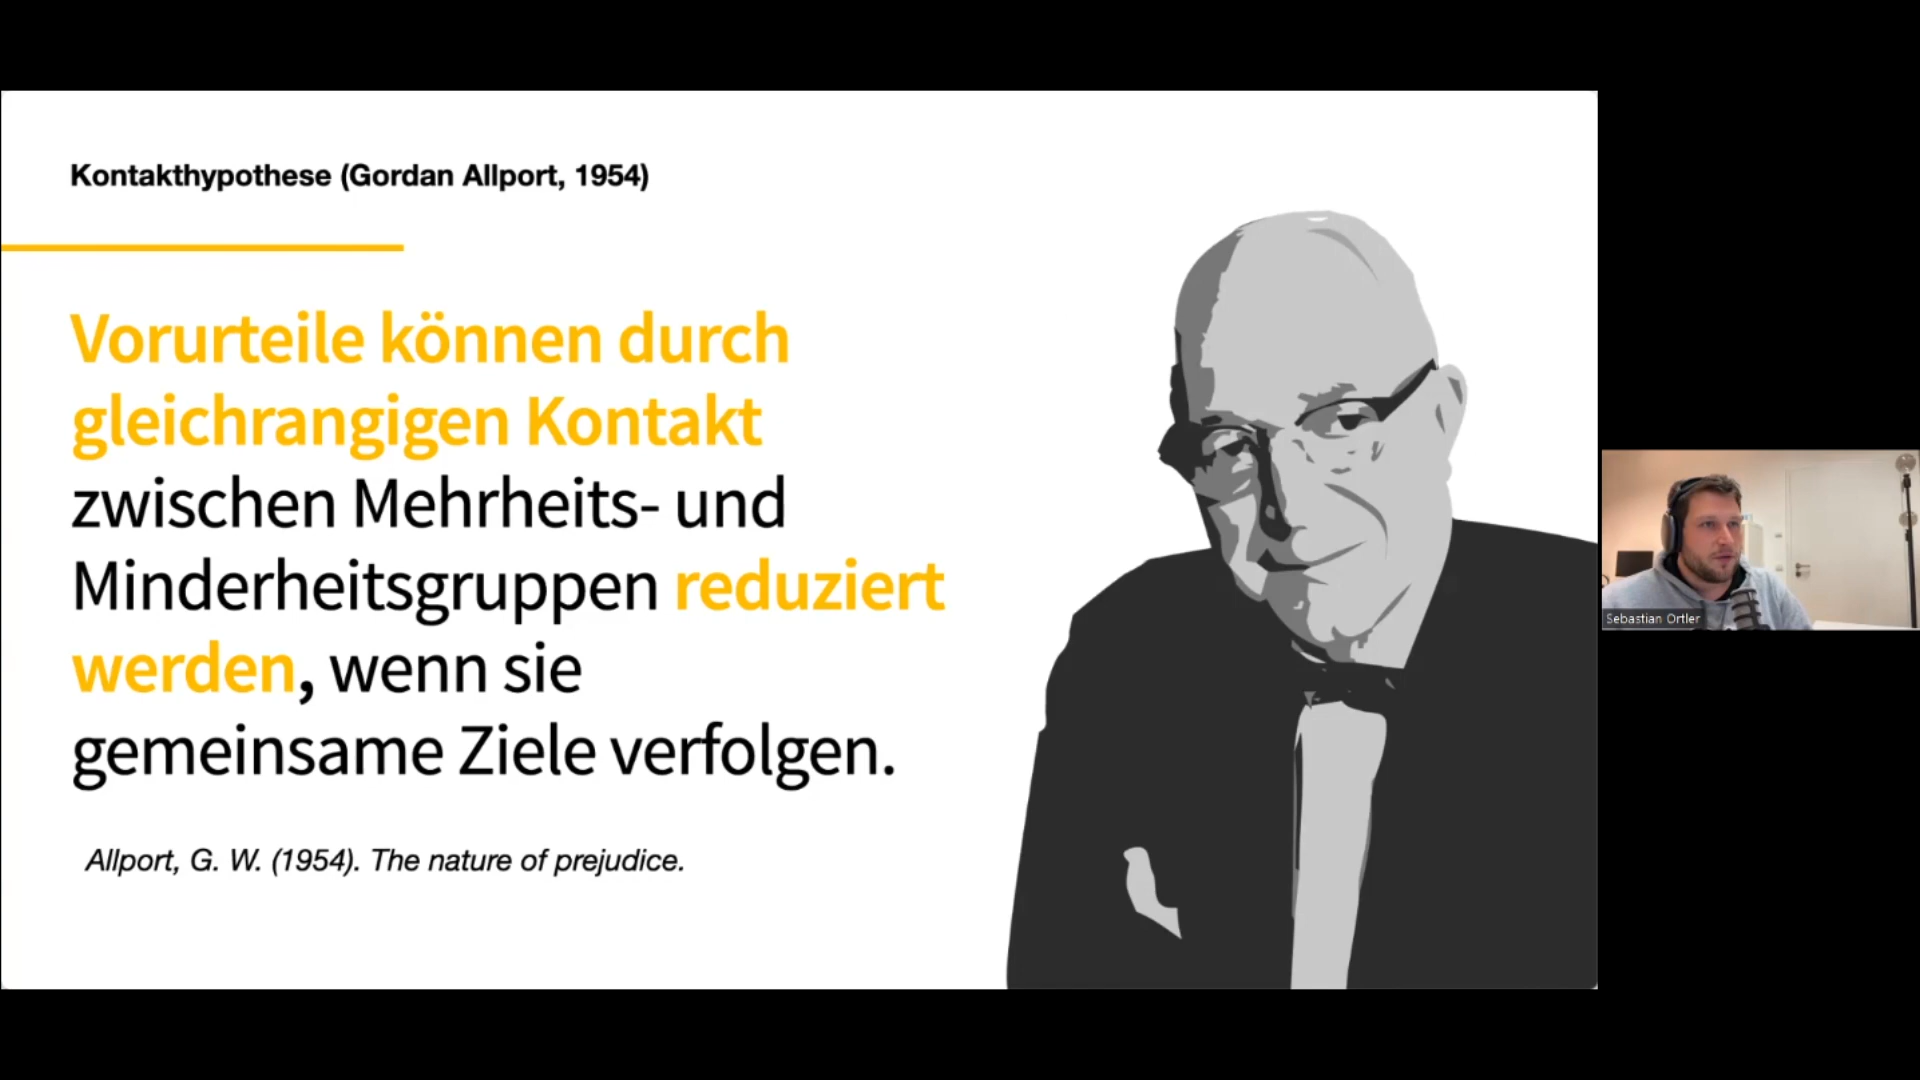 Kontakthypothese (Gordan Allport, 1954)
Vorurteile können durch
gleichrangigen Kontakt
zwischen Mehrheits- und
Minderheitsgruppen reduziert
werden, wenn sie
gemeinsame Ziele verfolgen.
Allport, G. W. (1954). The nature of prejudice.
Sebastian Ortler